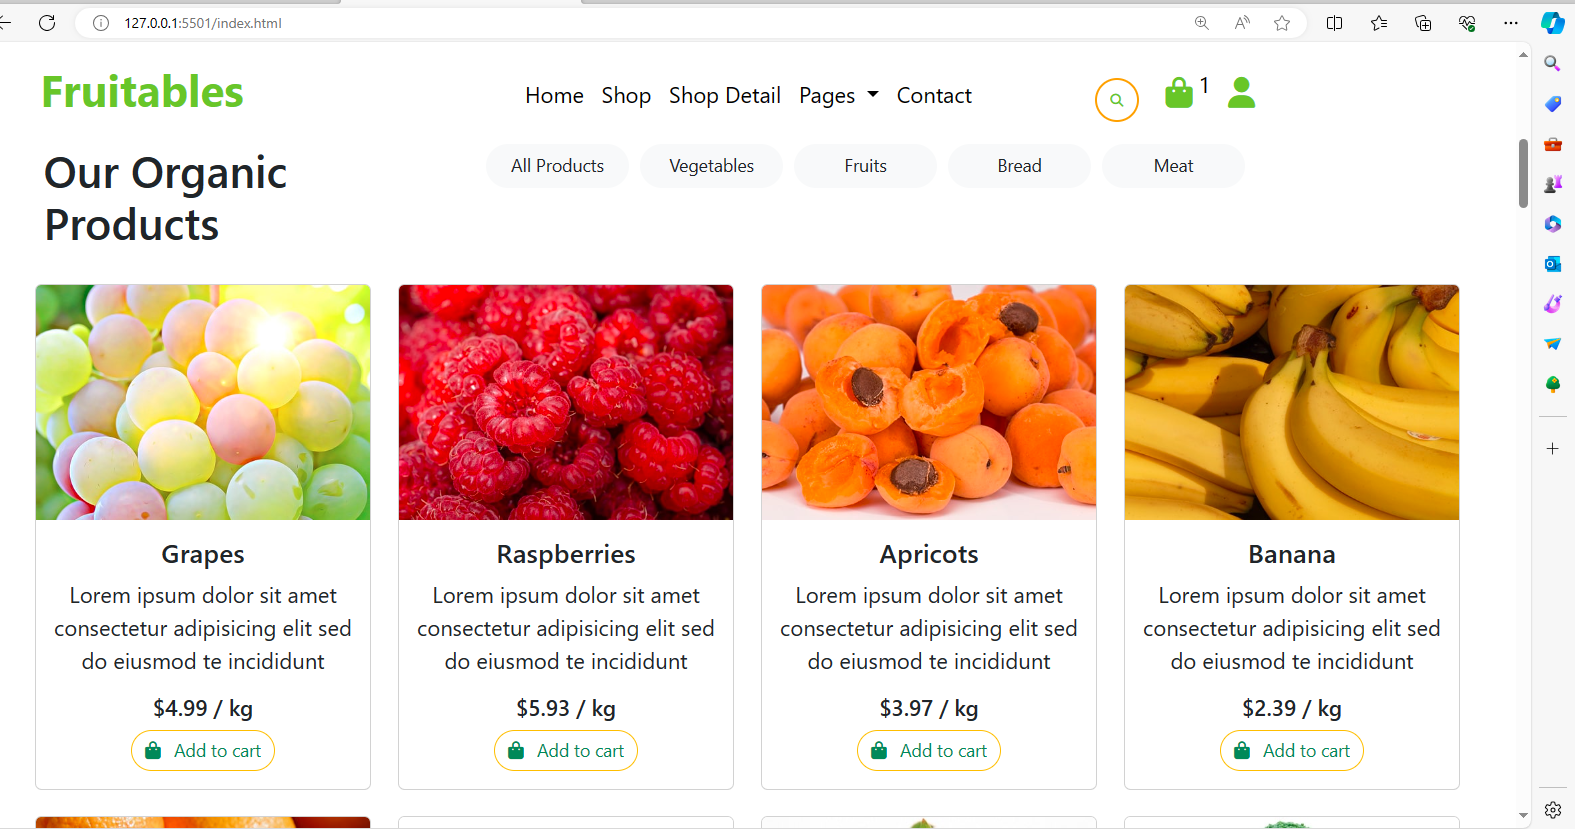 127.0.0.1:5501/index.html
Fruitables
Home Shop Shop Detail Pages Contact
1
Our Organic
Products
All Products Vegetables Fruits Bread Meat
Grapes
Lorem ipsum dolor sit amet
consectetur adipisicing elit sed
do eiusmod te incididunt
$4.99 / kg
Add to cart
Raspberries
Lorem ipsum dolor sit amet
consectetur adipisicing elit sed
do eiusmod te incididunt
$5.93 / kg
Add to cart
Apricots
Lorem ipsum dolor sit amet
consectetur adipisicing elit sed
do eiusmod te incididunt
$3.97 / kg
Add to cart
Banana
Lorem ipsum dolor sit amet
consectetur adipisicing elit sed
do eiusmod te incididunt
$2.39 / kg
Add to cart